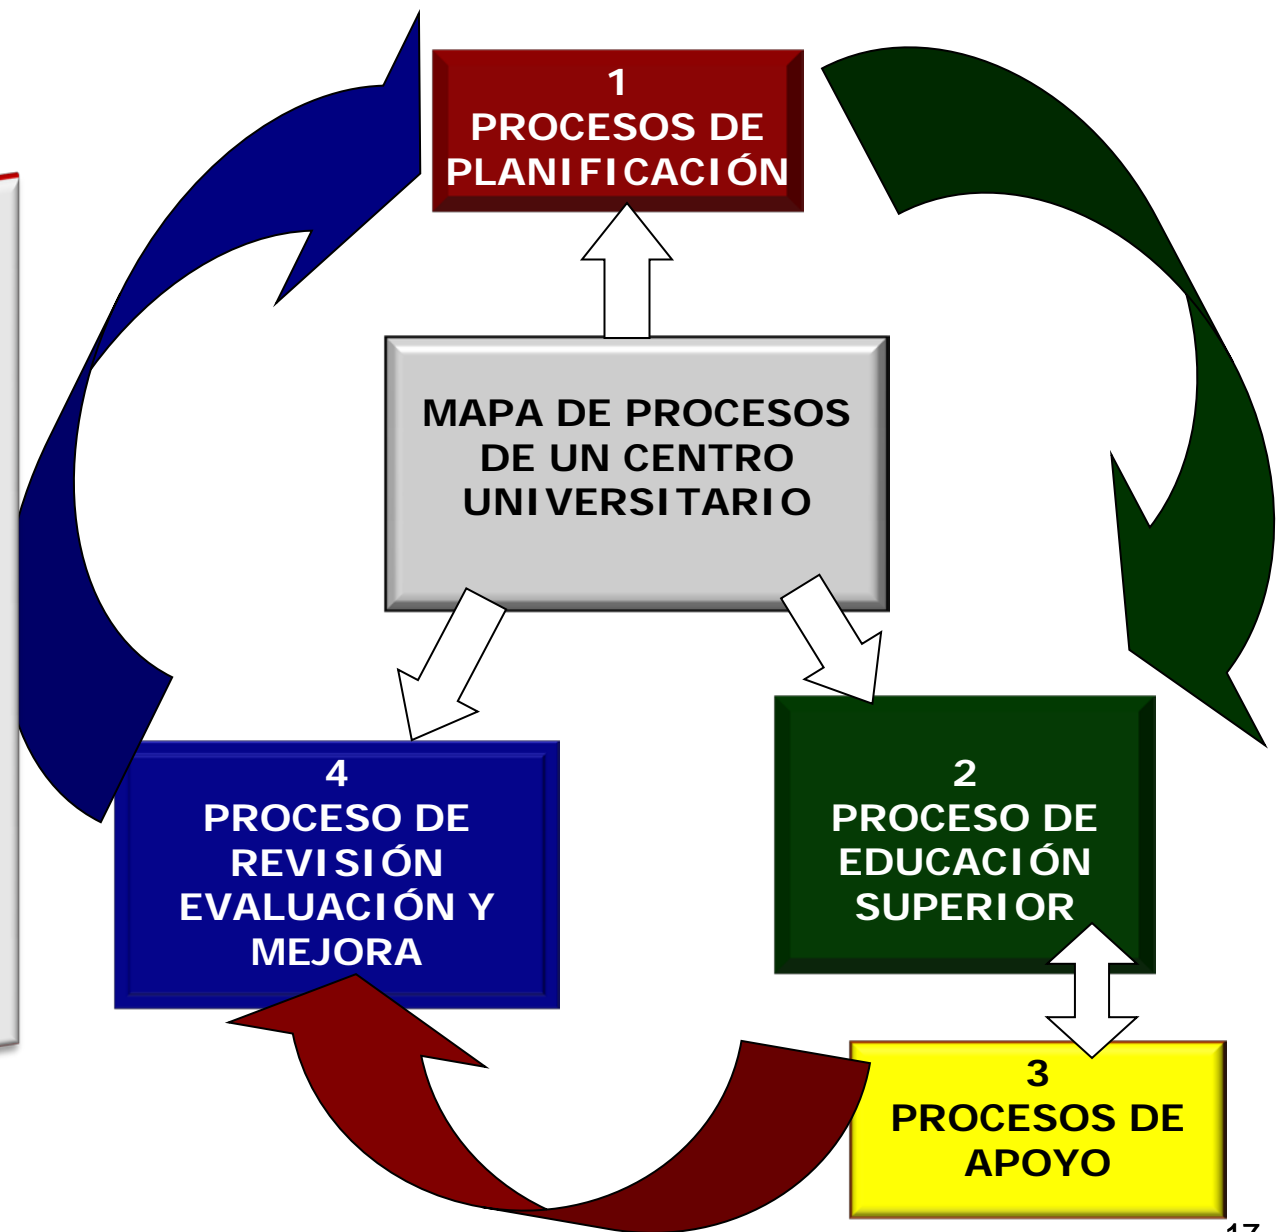 1
PROCESOS DE
PLANIFICACIÓN
MAPA DE PROCESOS
DE UN CENTRO
UNIVERSITARIO
4
PROCESO DE
REVISIÓN
EVALUACIÓN Y
MEJORA
2
PROCESO DE
EDUCACIÓN
SUPERIOR
3
PROCESOS DE
APOYO
17